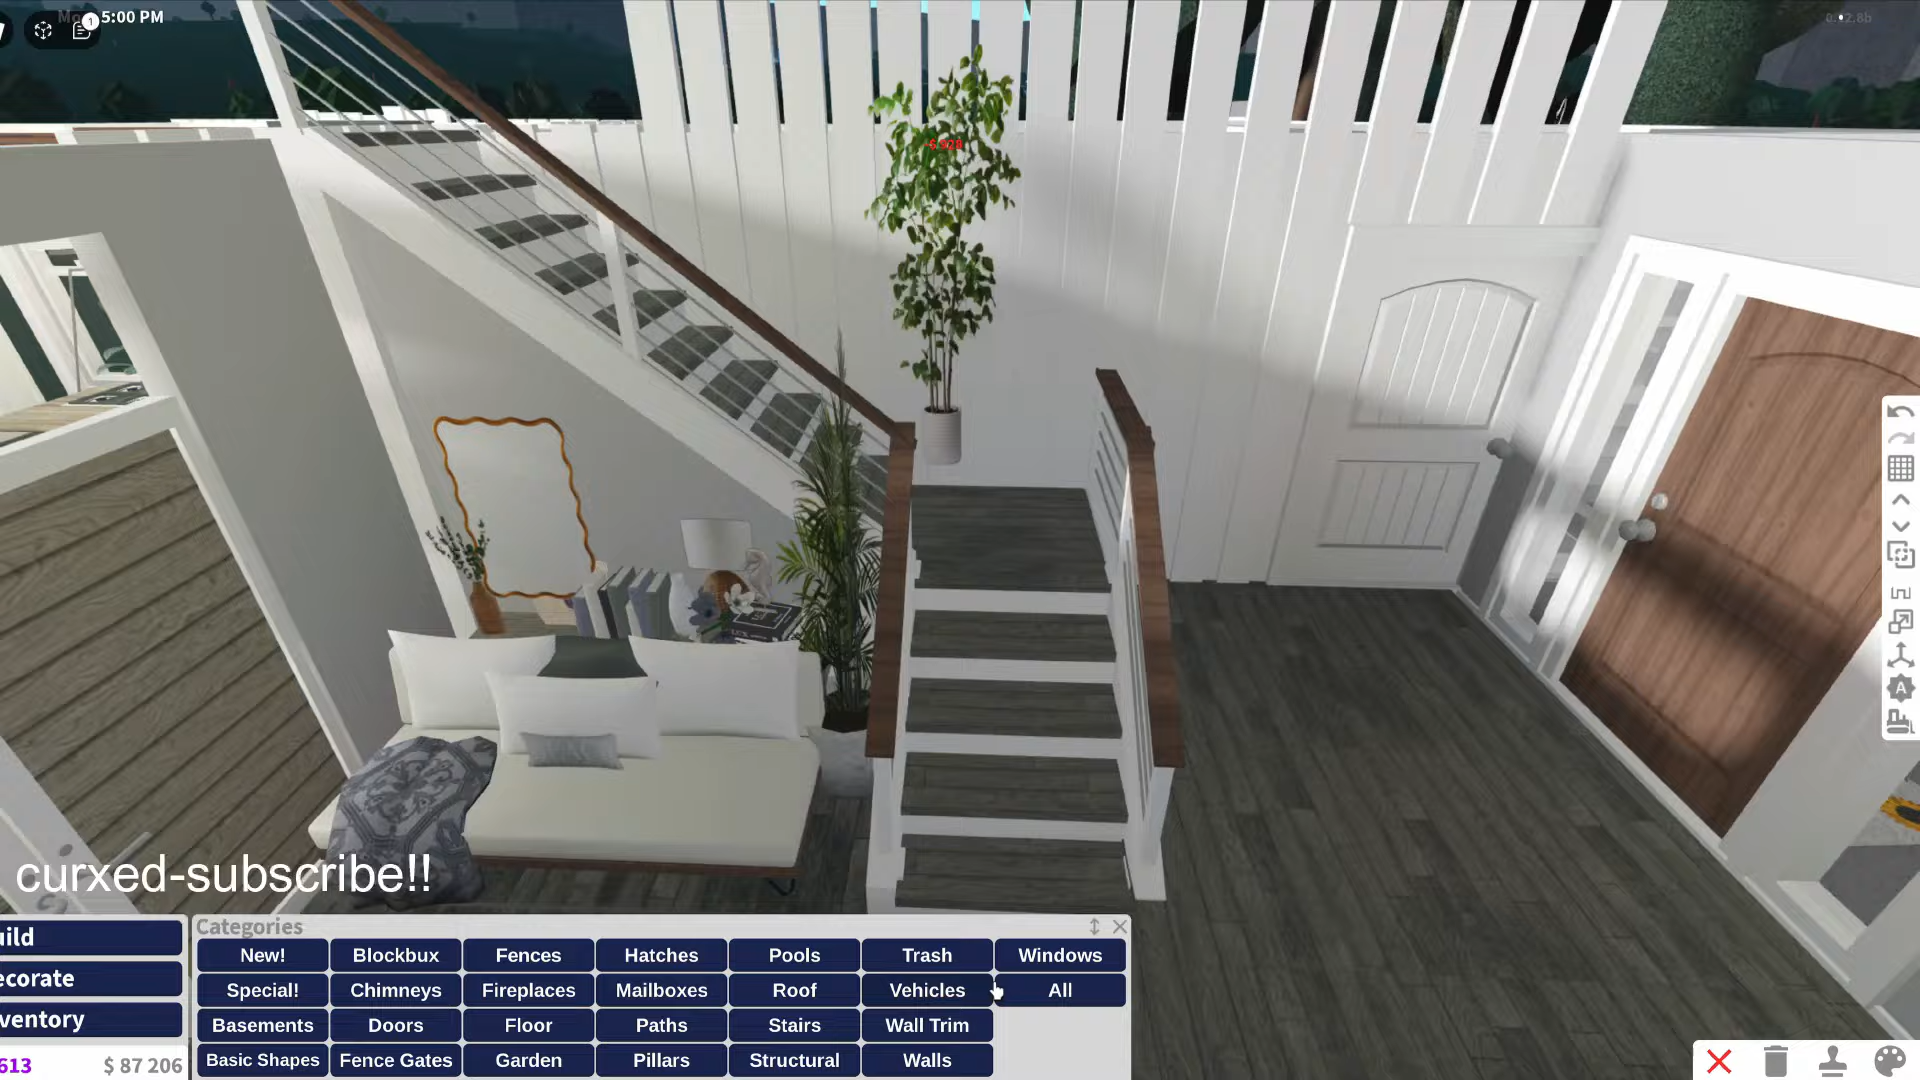 5:00 PM
1
curxed-subscribe!!
uild
ecorate
ventory
613
$ 87 206
Categories
New! Blockbux Fences Hatches Pools Trash Windows
Special! Chimneys Fireplaces Mailboxes Roof Vehicles All
Basements Doors Floor Paths Stairs Wall Trim
Basic Shapes Fence Gates Garden Pillars Structural Walls
A